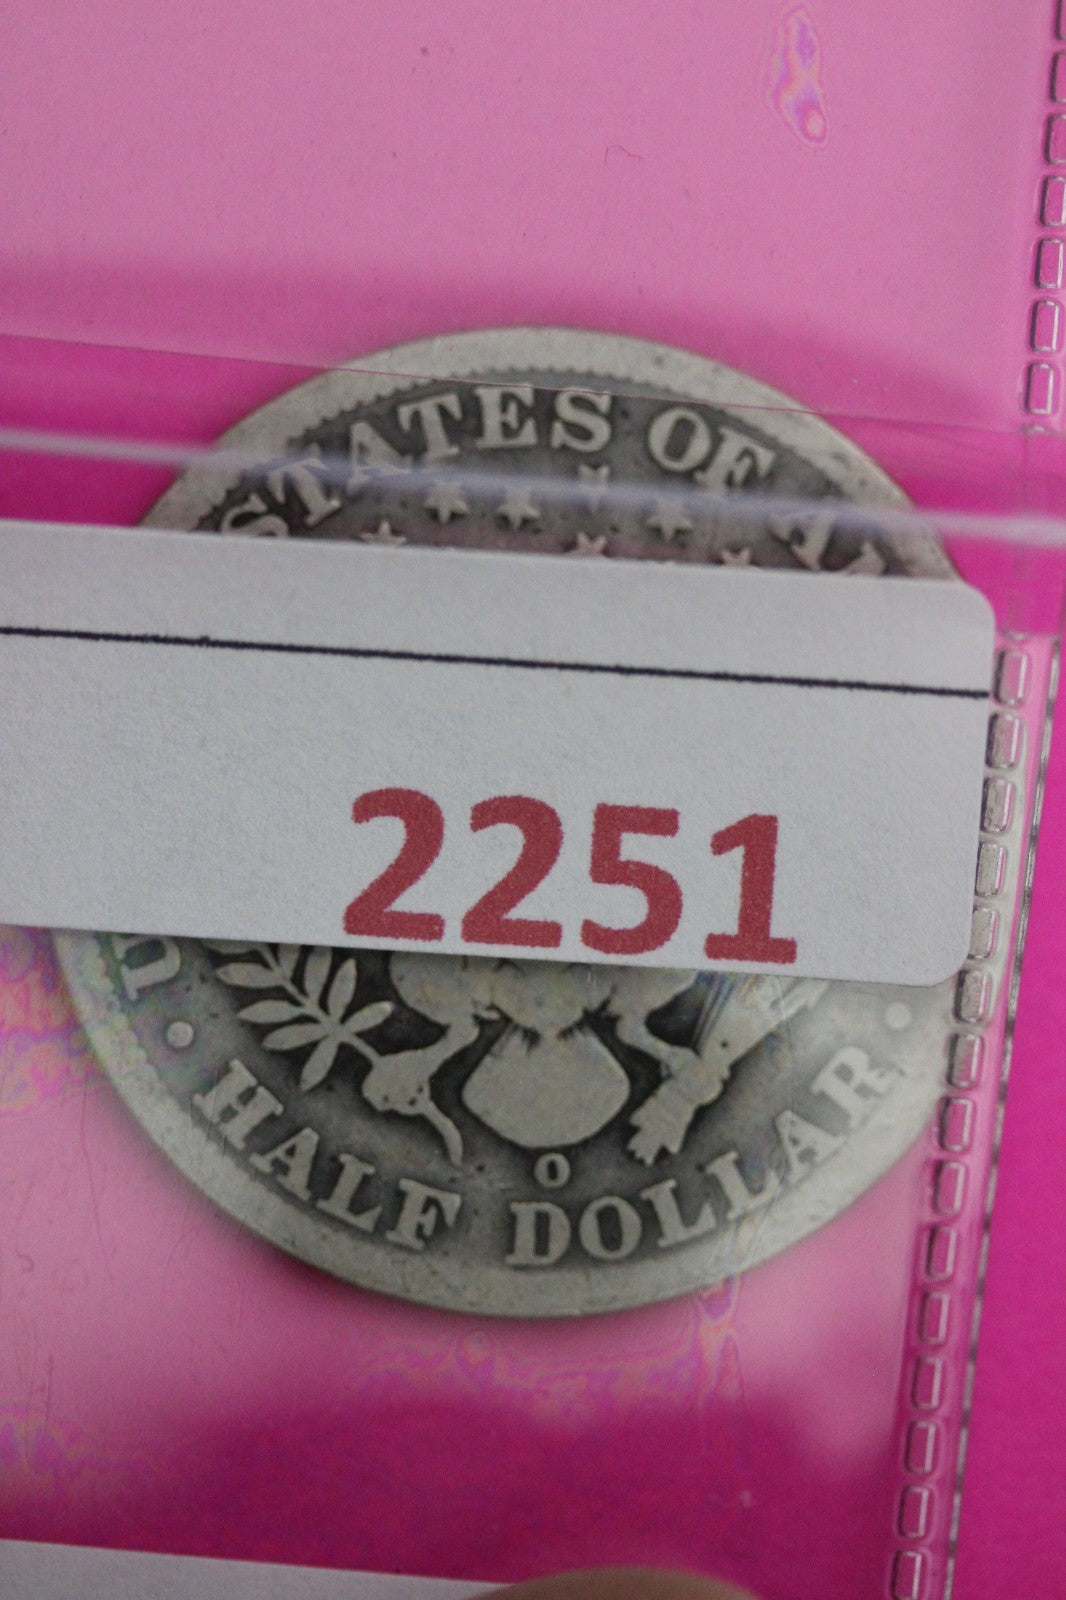 STATES OF
2251
U
HALF DOLLAR
O